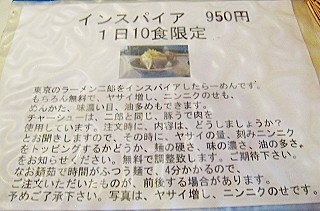 インスパイア 950円
1日10食限定
東京のラーメン二郎をインスパイアしたらーめんです。
もちろん無料で、ヤサイ増し、ニンニクのせも、
めんかた、味濃い目、油多めもできます。
チャーシューは、二郎と同じ、豚うで肉を
使用しています。注文時に、内容は、どうしましょうか?
とお聞きしますので、その時に、ヤサイの量、刻みニンニク
をトッピングするかどうか、麺の硬さ、味の濃さ、油の多さ
をお知らせください。無料で調整致します。ご期待下さい。
なお麺茹で時間がふつう麺で、4分かかるので、
ご注文いただいたものが、前後する場合があります。
予めご了承下さい。写真は、ヤサイ増し、ニンニクのせです。